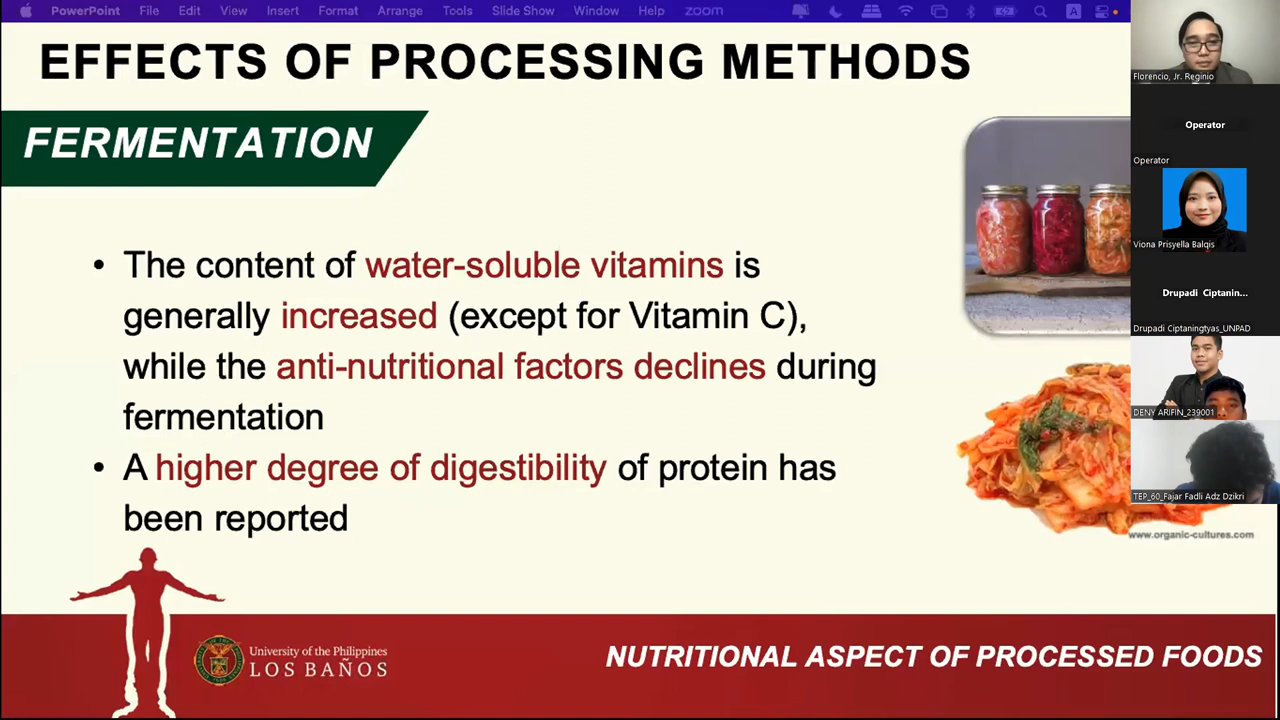 PowerPoint File Edit View Insert Format Arrange Tools Slide Show Window Help zoom A
EFFECTS OF PROCESSING METHODS
FERMENTATION
• The content of water-soluble vitamins is
generally increased (except for Vitamin C),
while the anti-nutritional factors declines during
fermentation
• A higher degree of digestibility of protein has
been reported
www.organic-cultures.com
University of the Philippines
LOS BAÑOS
NUTRITIONAL ASPECT OF PROCESSED FOODS
Florencio, Jr. Reginio
Operator
Operator
Viona Prisyella Balqis
Drupadi Ciptanin...
Drupadi Ciptaningtyas_UNPAD
DENY ARIFIN_239001
TEP_60_Fajar Fadli Adz Dzikri